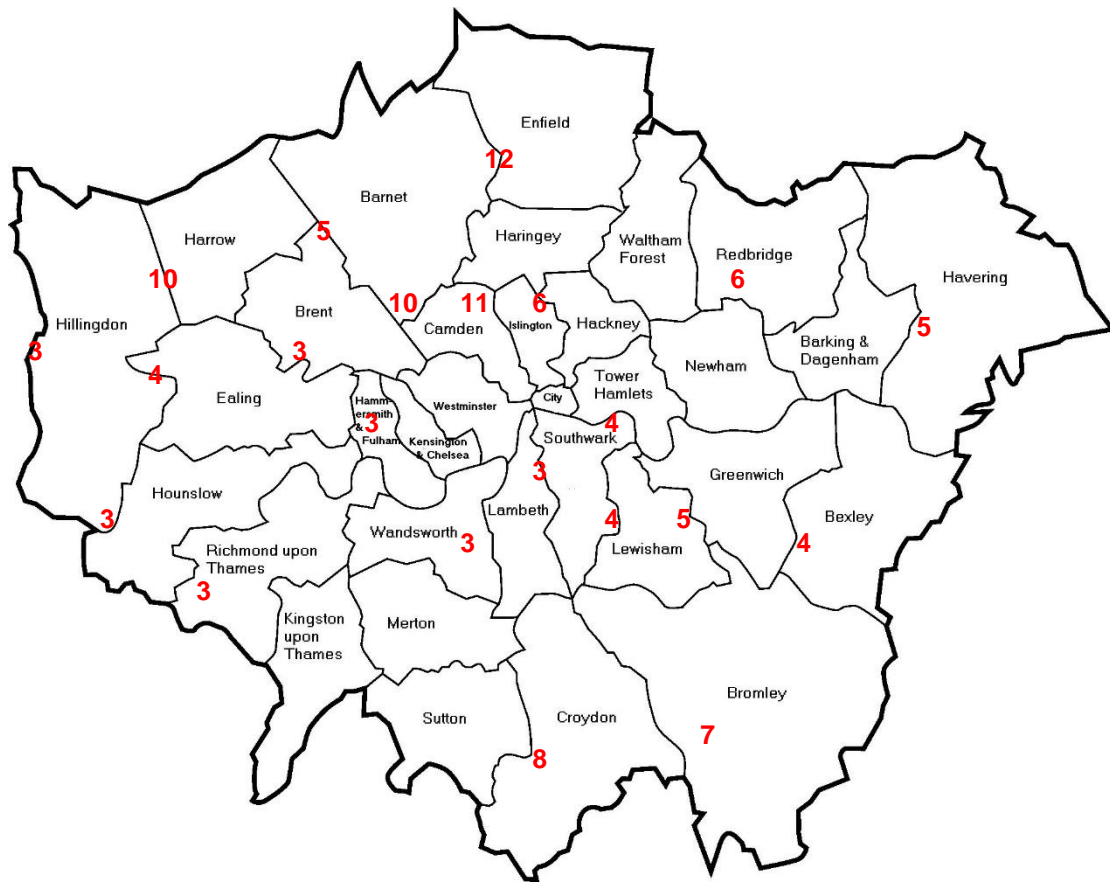 Enfield
12
Barnet
Harrow
5
Haringey
Waltham
Forest
Redbridge
6
Havering
10
Hillingdon
3
Brent
3
10
11
Camden
6
Islington
Hackney
5
Barking &
Dagenham
4
Ealing
Newham
Tower
Hamlets
Hamm-
ersmith
&
Fulham
3
Westminster
City
Kensington
& Chelsea
4
Southwark
3
Hounslow
3
Greenwich
Lambeth
Wandsworth
3
4
5
Lewisham
Bexley
4
Richmond upon
Thames
3
Kingston
upon
Thames
Merton
Sutton
Croydon
8
Bromley
7